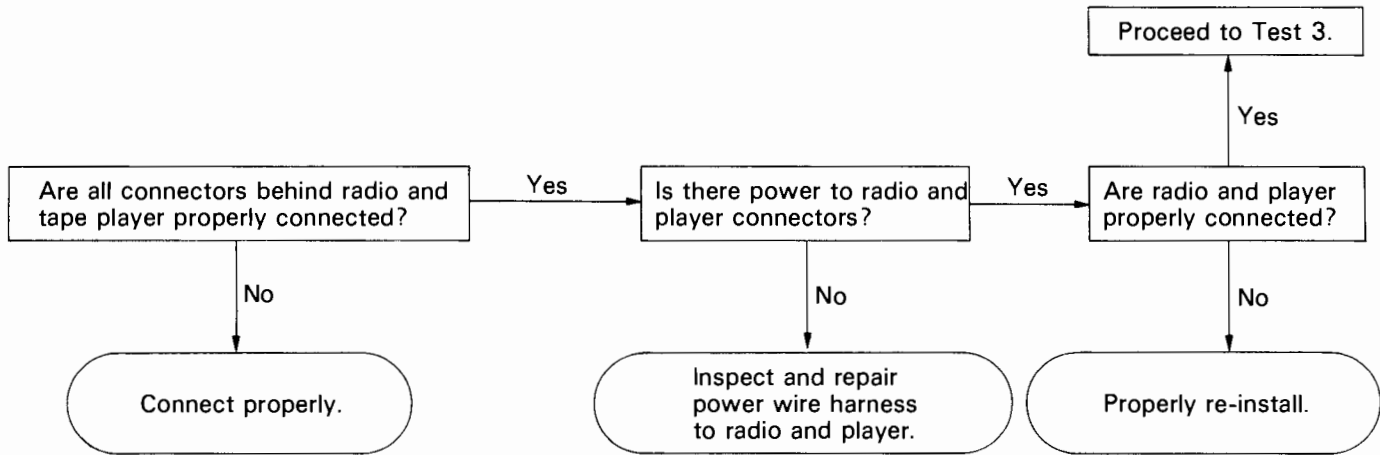 Proceed to Test 3.
Yes
Are all connectors behind radio and
tape player properly connected?
Yes
Is there power to radio and
player connectors?
Yes
Are radio and player
properly connected?
No
No
No
Connect properly.
Inspect and repair
power wire harness
to radio and player.
Properly re-install.